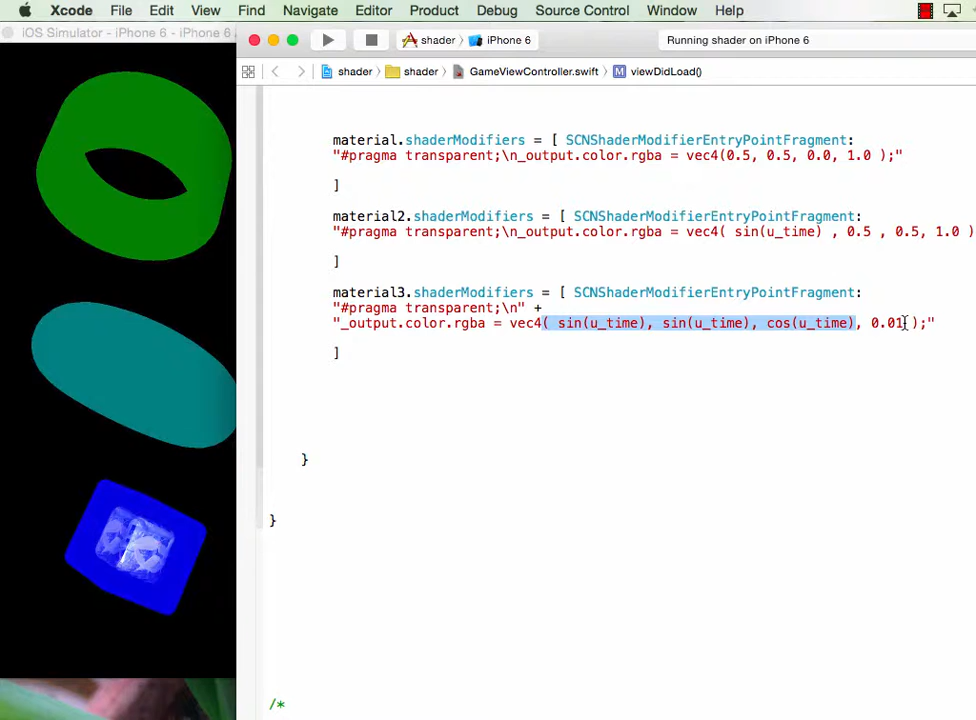 Xcode File Edit View Find Navigate Editor Product Debug Source Control Window Help
iOS Simulator - iPhone 6 - iPhone 6
shader iPhone 6 Running shader on iPhone 6
shader shader GameViewController.swift M viewDidLoad()
material.shaderModifiers = [ SCNShaderModifierEntryPointFragment:
"#pragma transparent;\n_output.color.rgba = vec4(0.5, 0.5, 0.0, 1.0 );"
]
material2.shaderModifiers = [ SCNShaderModifierEntryPointFragment:
"#pragma transparent;\n_output.color.rgba = vec4( sin(u_time) , 0.5 , 0.5, 1.0 )
]
material3.shaderModifiers = [ SCNShaderModifierEntryPointFragment:
"#pragma transparent;\n" +
"_output.color.rgba = vec4( sin(u_time), sin(u_time), cos(u_time), 0.01 );"
]
}
}
/*